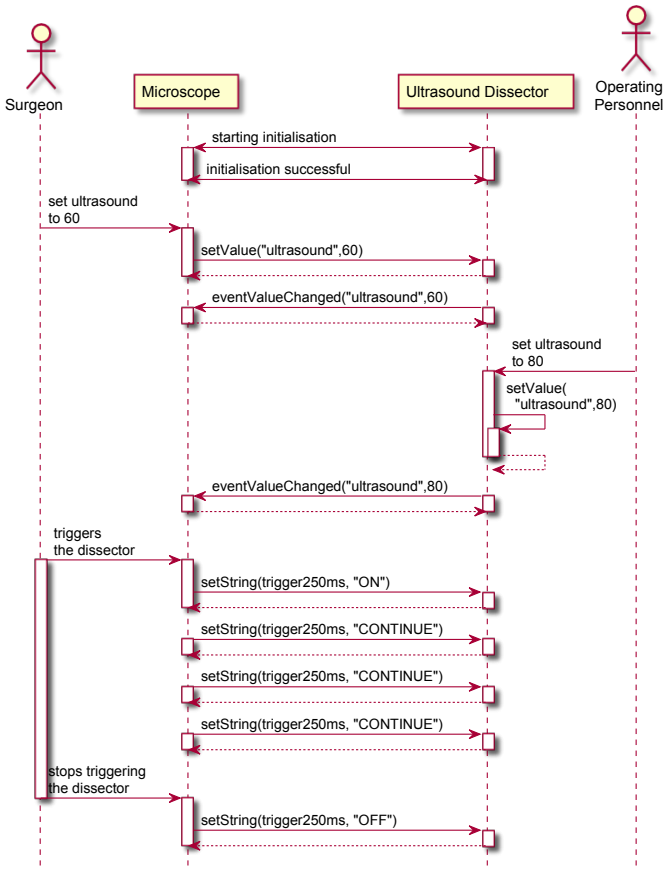 Surgeon
Microscope
Ultrasound Dissector
Operating
Personnel
starting initialisation
initialisation successful
set ultrasound
to 60
setValue("ultrasound",60)
eventValueChanged("ultrasound",60)
set ultrasound
to 80
setValue(
"ultrasound",80)
eventValueChanged("ultrasound",80)
triggers
the dissector
setString(trigger250ms, "ON")
setString(trigger250ms, "CONTINUE")
setString(trigger250ms, "CONTINUE")
setString(trigger250ms, "CONTINUE")
stops triggering
the dissector
setString(trigger250ms, "OFF")